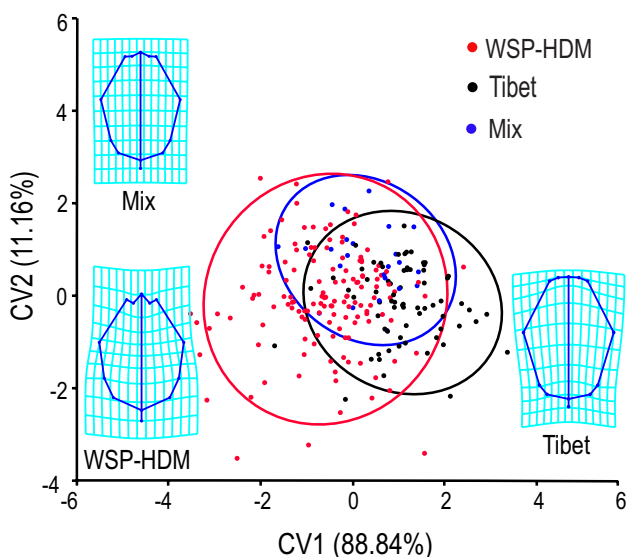 6
4
2
0
-2
-4
-6
-4
-2
0
2
4
6
CV2 (11.16%)
CV1 (88.84%)
WSP-HDM
Tibet
Mix
Mix
WSP-HDM
Tibet